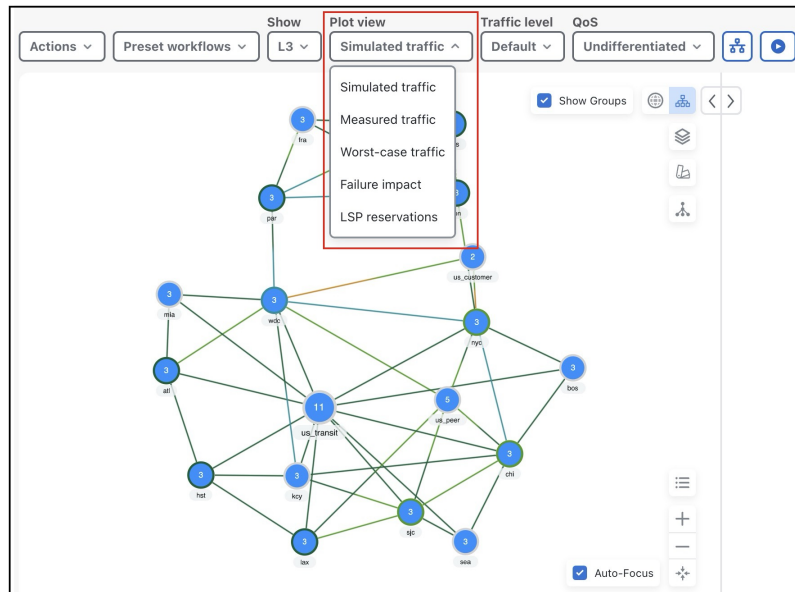 Show Plot view Traffic level QoS
Actions Preset workflows L3 Simulated traffic Default Undifferentiated
Simulated traffic
Measured traffic
Worst-case traffic
Failure impact
LSP reservations
Show Groups
3
fra
s
3
par
3
n
2
us_customer
3
mia
3
wdc
3
nyc
3
atl
3
bos
11
us_transit
5
us_peer
3
chi
3
hst
3
kcy
3
sjc
3
lax
3
sea
Auto-Focus